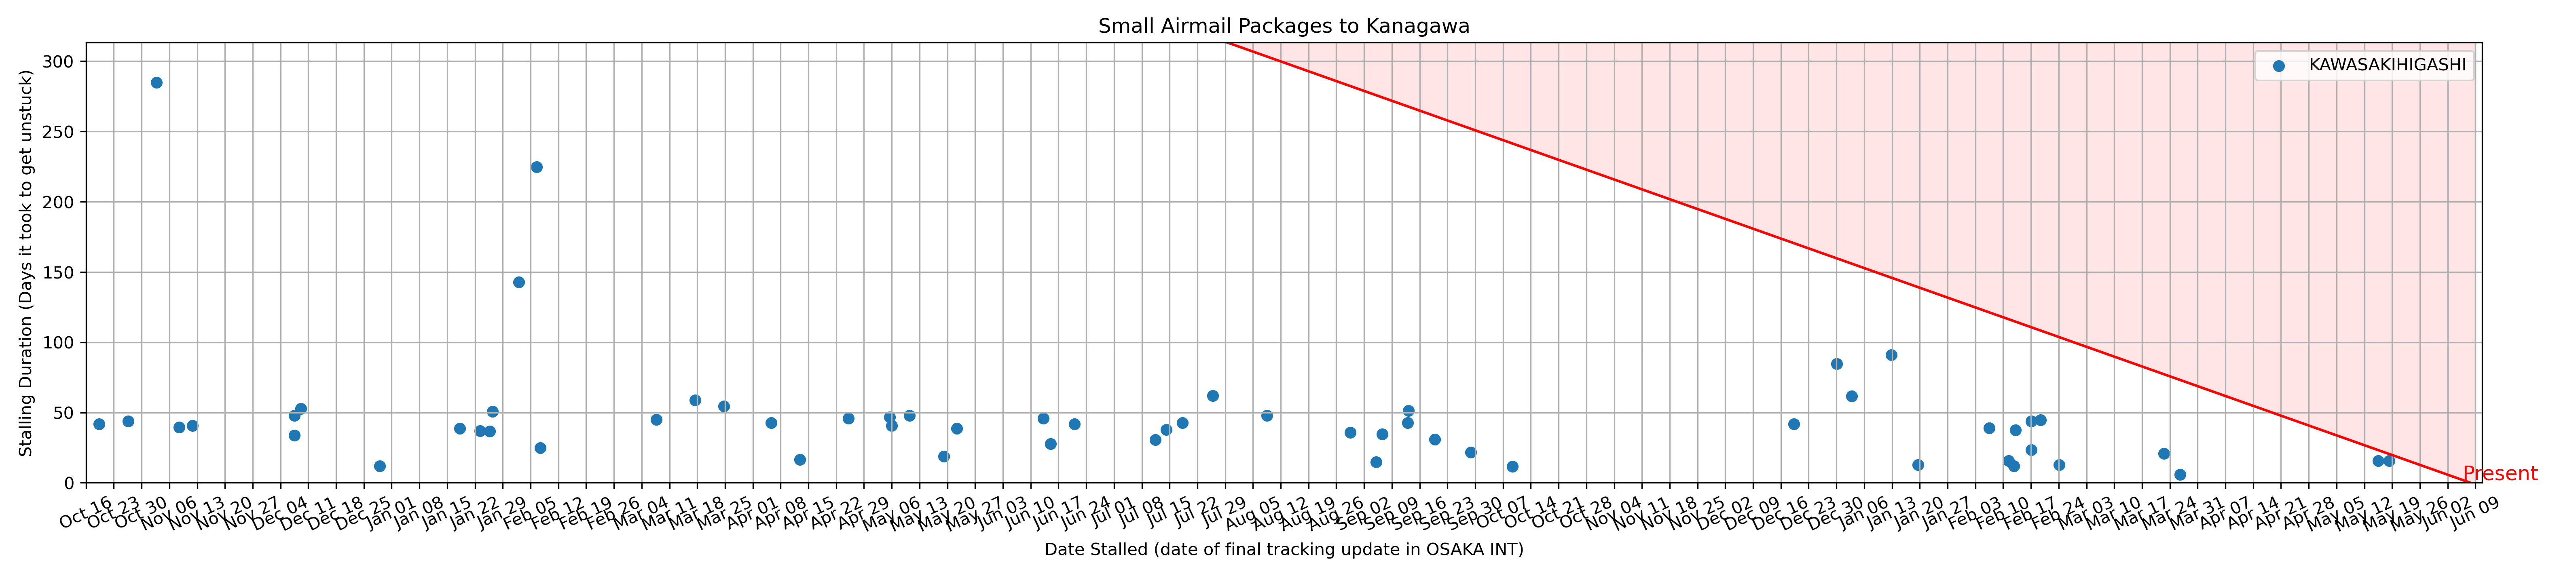 Small Airmail Packages to Kanagawa
Stalling Duration (Days it took to get unstuck)
300
250
200
150
100
50
0
KAWASAKIHIGASHI
Present
Oct 16 Oct 23 Oct 30 Nov 06 Nov 13 Nov 20 Nov 27 Dec 04 Dec 11 Dec 18 Dec 25 Jan 01 Jan 08 Jan 15 Jan 22 Jan 29 Feb 05 Feb 12 Feb 19 Feb 26 Mar 04 Mar 11 Mar 18 Mar 25 Apr 01 Apr 08 Apr 15 Apr 22 Apr 29 May 06 May 13 May 20 May 27 Jun 03 Jun 10 Jun 17 Jun 24 Jul 01 Jul 08 Jul 15 Jul 22 Jul 29 Aug 05 Aug 12 Aug 19 Aug 26 Sep 02 Sep 09 Sep 16 Sep 23 Sep 30 Oct 07 Oct 14 Oct 21 Oct 28 Nov 04 Nov 11 Nov 18 Nov 25 Dec 02 Dec 09 Dec 16 Dec 23 Dec 30 Jan 06 Jan 13 Jan 20 Jan 27 Feb 03 Feb 10 Feb 17 Feb 24 Mar 03 Mar 10 Mar 17 Mar 24 Mar 31 Apr 07 Apr 14 Apr 21 Apr 28 May 05 May 12 May 19 May 26 Jun 02 Jun 09
Date Stalled (date of final tracking update in OSAKA INT)